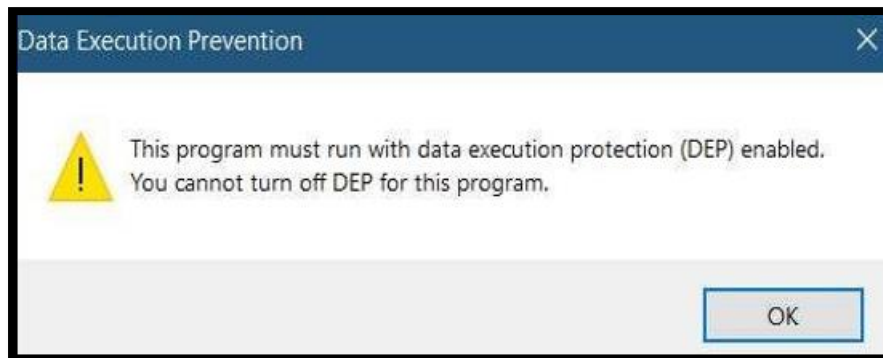 Data Execution Prevention
This program must run with data execution protection (DEP) enabled.
You cannot turn off DEP for this program.
OK